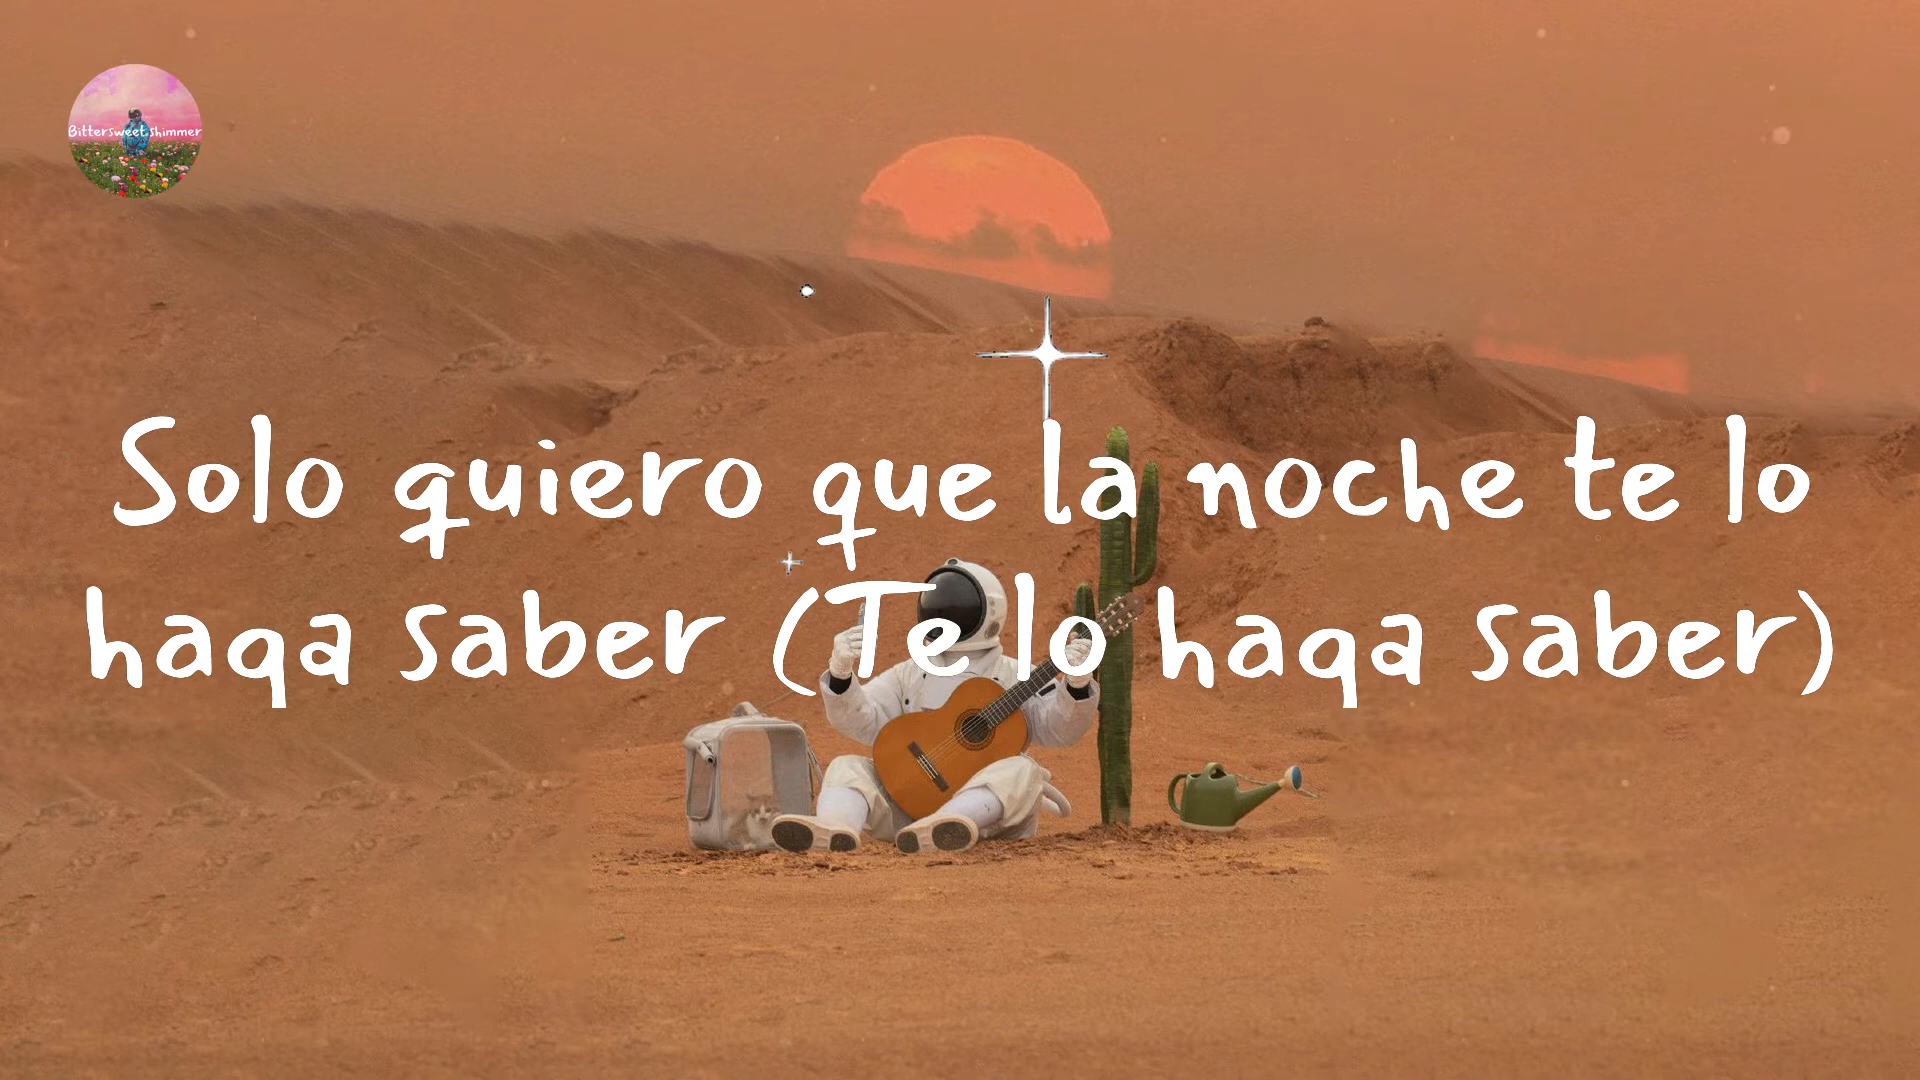 Bittersweet shimmer
Solo quiero que la noche te lo
haga saber (Te lo haga saber)